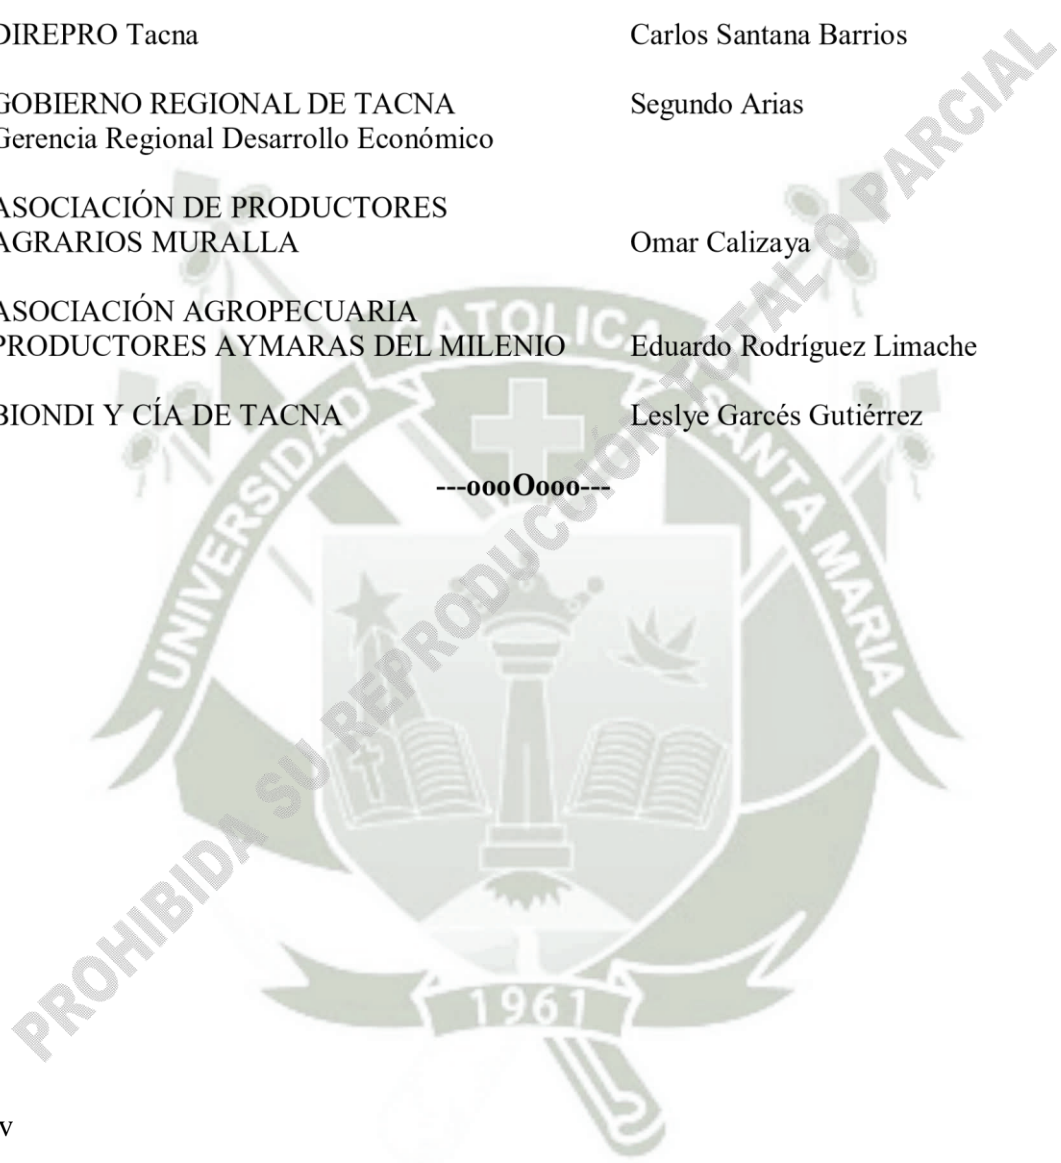 DIREPRO Tacna Carlos Santana Barrios
GOBIERNO REGIONAL DE TACNA Segundo Arias
Gerencia Regional Desarrollo Económico
ASOCIACIÓN DE PRODUCTORES
AGRARIOS MURALLA Omar Calizaya
ASOCIACIÓN AGROPECUARIA
PRODUCTORES AYMARAS DEL MILENIO Eduardo Rodríguez Limache
BIONDI Y CÍA DE TACNA Leslye Garcés Gutiérrez
---oooOooo---
UNIVERSIDAD CATOLICA SANTA MARIA
PROHIBIDA SU REPRODUCCIÓN TOTAL O PARCIAL
1961
v